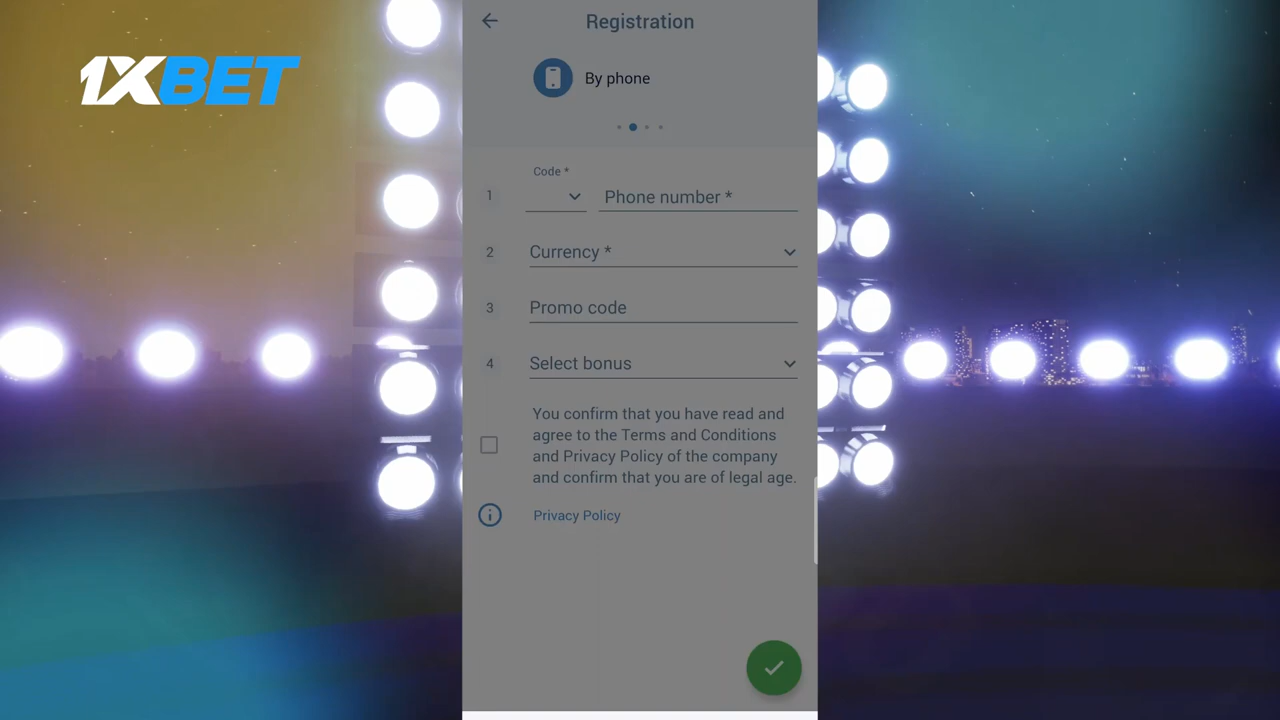 1XBET
Registration
By phone
Code *
1 Phone number *
2 Currency *
3 Promo code
4 Select bonus
You confirm that you have read and
agree to the Terms and Conditions
and Privacy Policy of the company
and confirm that you are of legal age.
Privacy Policy